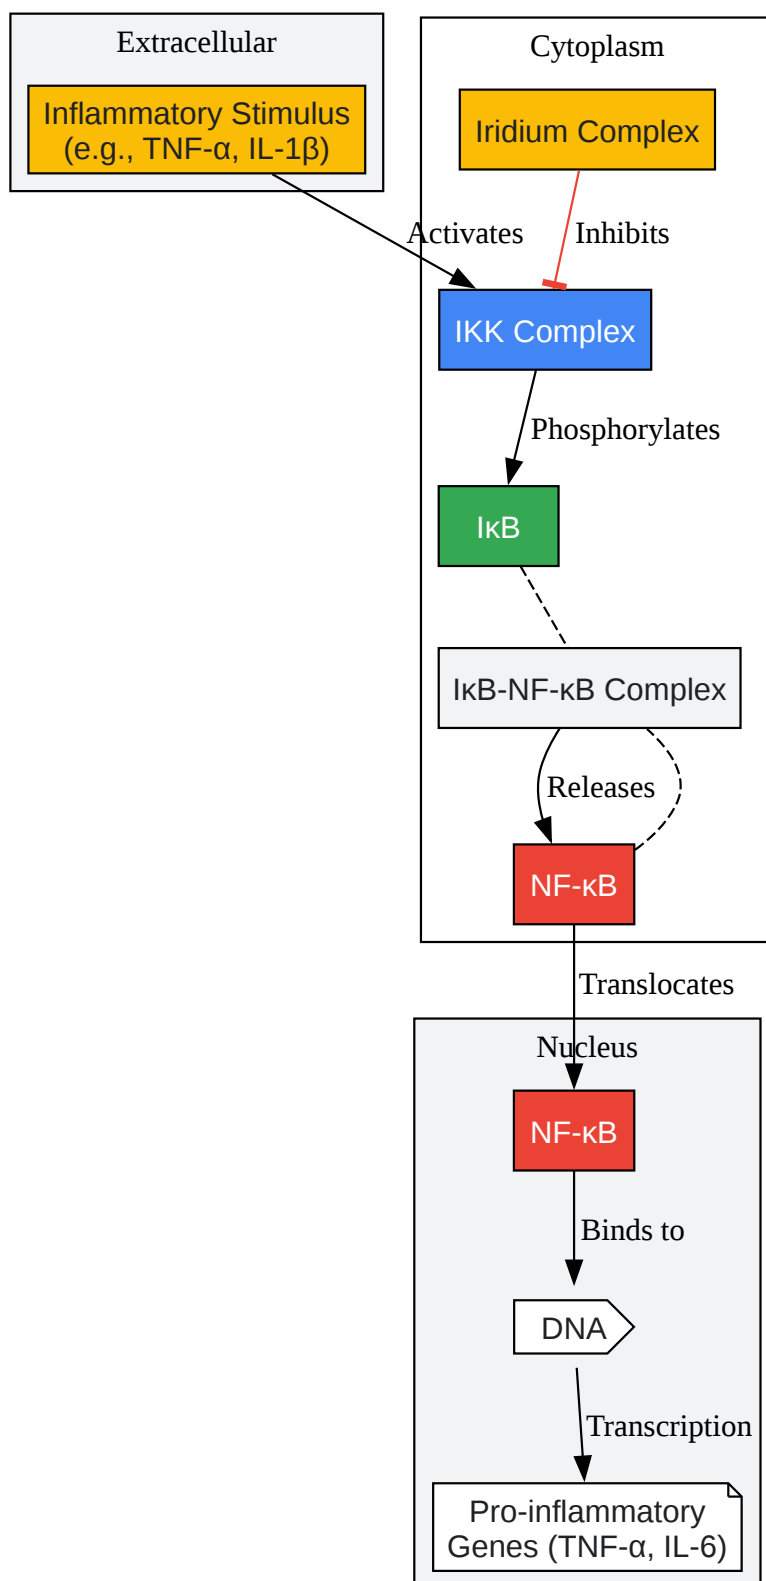 Extracellular
Inflammatory Stimulus
(e.g., TNF-α, IL-1β)
Cytoplasm
Iridium Complex
Activates
Inhibits
IKK Complex
Phosphorylates
IκB
IκB-NF-κB Complex
Releases
NF-κB
Translocates
Nucleus
NF-κB
Binds to
DNA
Transcription
Pro-inflammatory
Genes (TNF-α, IL-6)